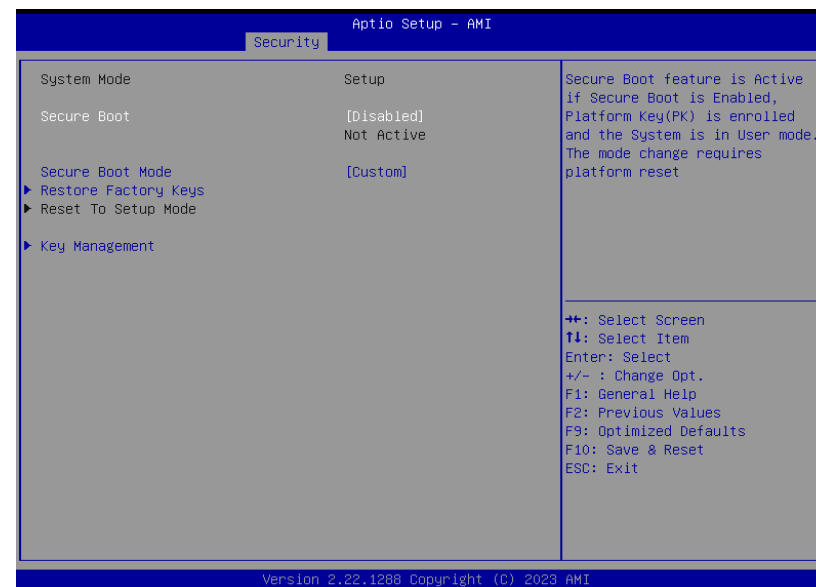 Aptio Setup – AMI
Security
System Mode Setup
Secure Boot [Disabled]
Not Active
Secure Boot Mode [Custom]
Restore Factory Keys
Reset To Setup Mode
Key Management
Secure Boot feature is Active
if Secure Boot is Enabled,
Platform Key(PK) is enrolled
and the System is in User mode.
The mode change requires
platform reset
→←: Select Screen
↑↓: Select Item
Enter: Select
+/- : Change Opt.
F1: General Help
F2: Previous Values
F9: Optimized Defaults
F10: Save & Reset
ESC: Exit
Version 2.22.1288 Copyright (C) 2023 AMI